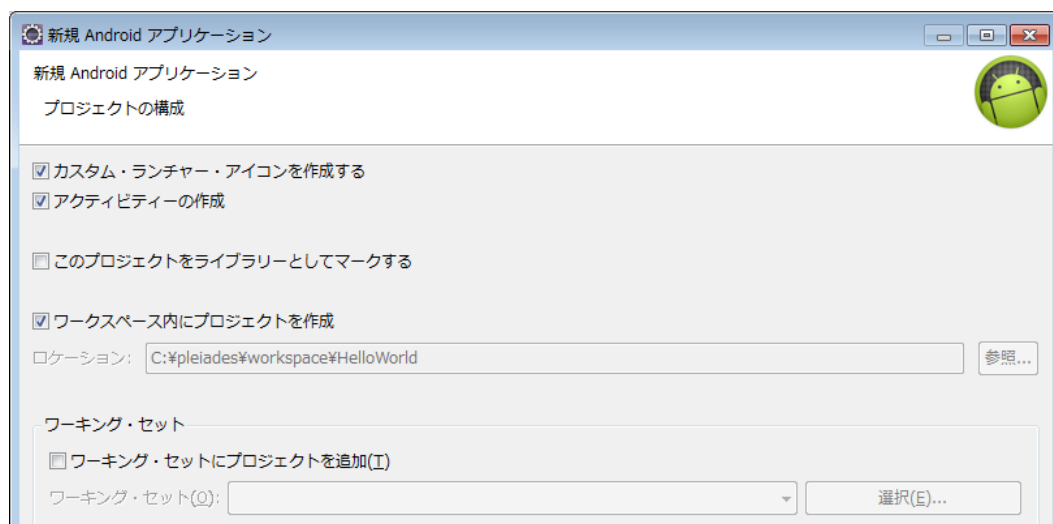 新規 Android アプリケーション
新規 Android アプリケーション
プロジェクトの構成
カスタム・ランチャー・アイコンを作成する
アクティビティーの作成
このプロジェクトをライブラリーとしてマークする
ワークスペース内にプロジェクトを作成
ロケーション: C:¥pleiades¥workspace¥HelloWorld 参照...
ワーキング・セット
ワーキング・セットにプロジェクトを追加(T)
ワーキング・セット(O): 選択(E)...